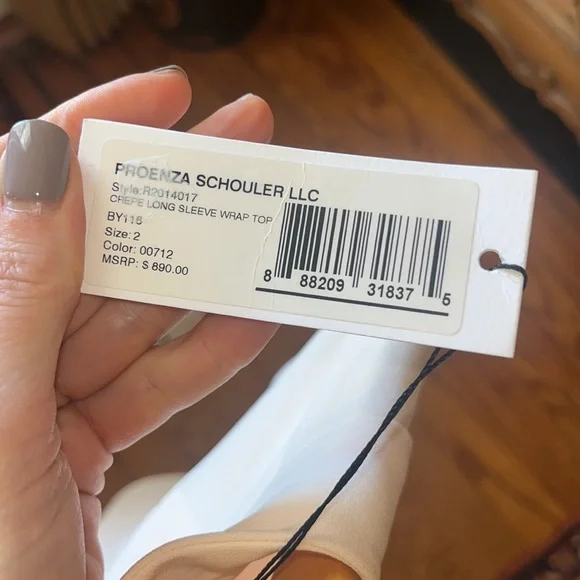 PROENZA SCHOULER LLC
Style:R2014017
CREPE LONG SLEEVE WRAP TOP
BY116
Size: 2
Color: 00712
MSRP: $ 890.00
8 88209 31837 5